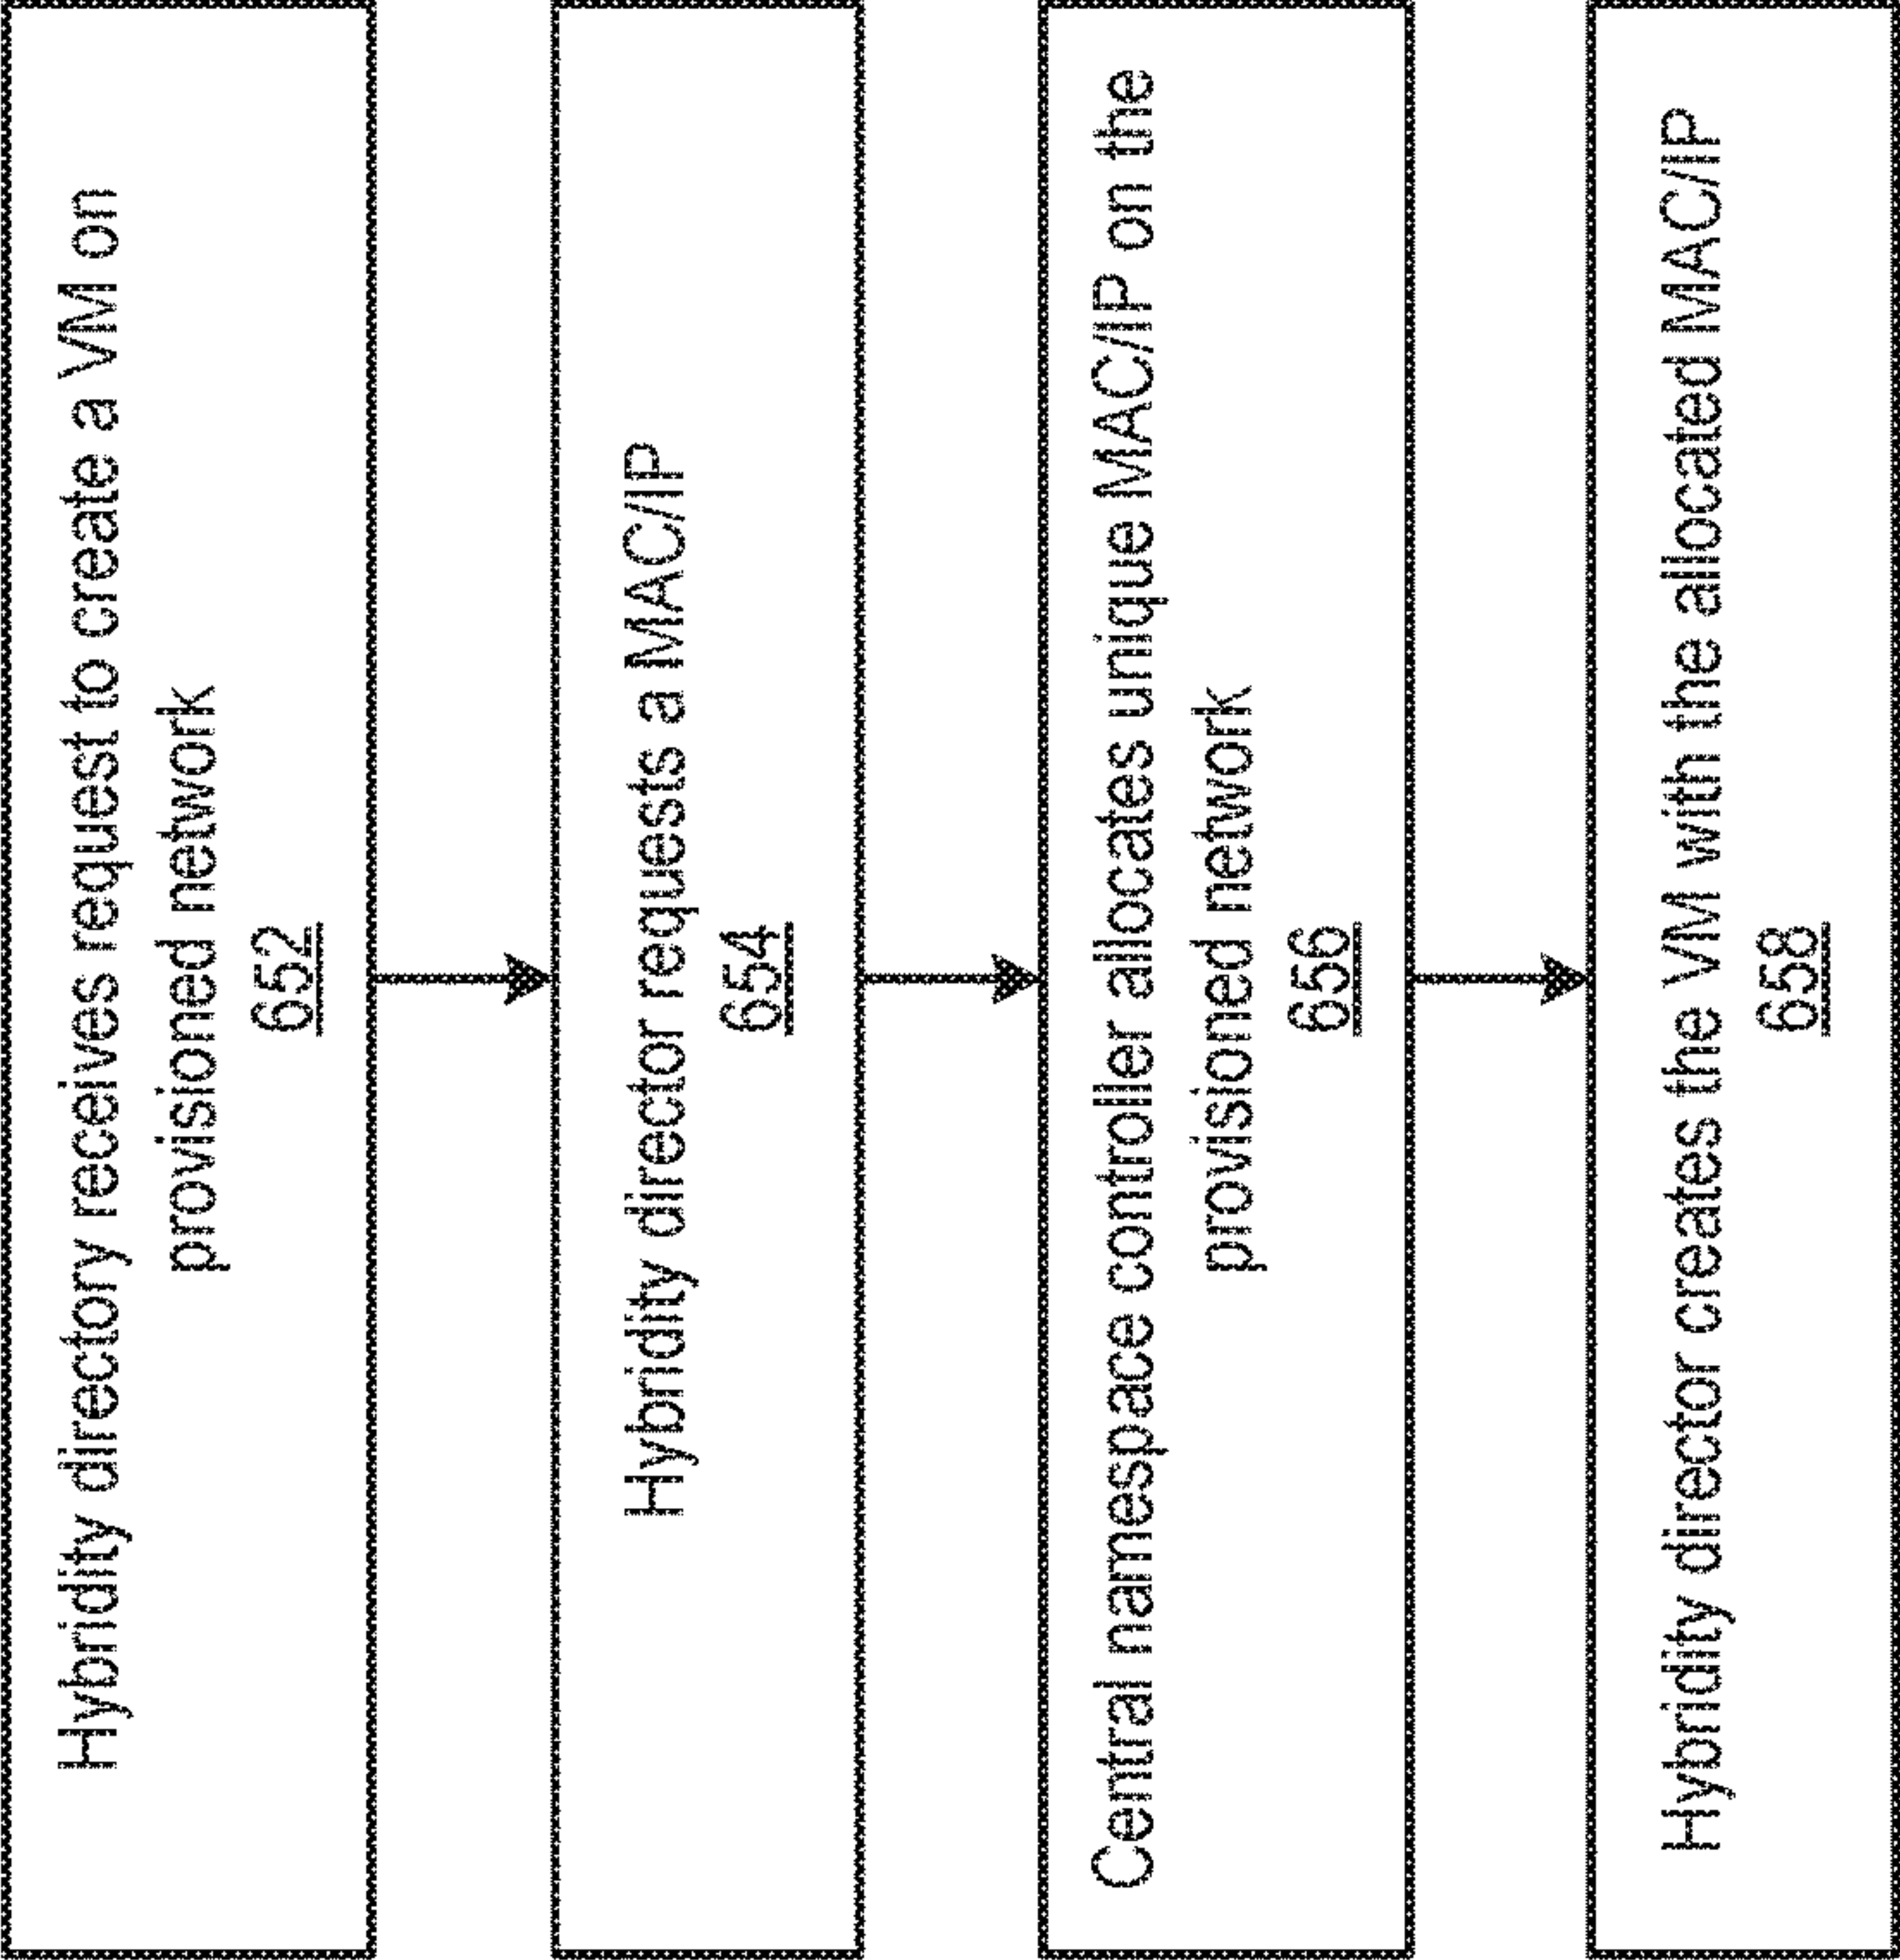 Hybridity directory receives request to create a VM on
provisioned network
652
Hybridity director requests a MAC/IP
654
Central namespace controller allocates unique MAC/IP on the
provisioned network
656
Hybridity director creates the VM with the allocated MAC/IP
658